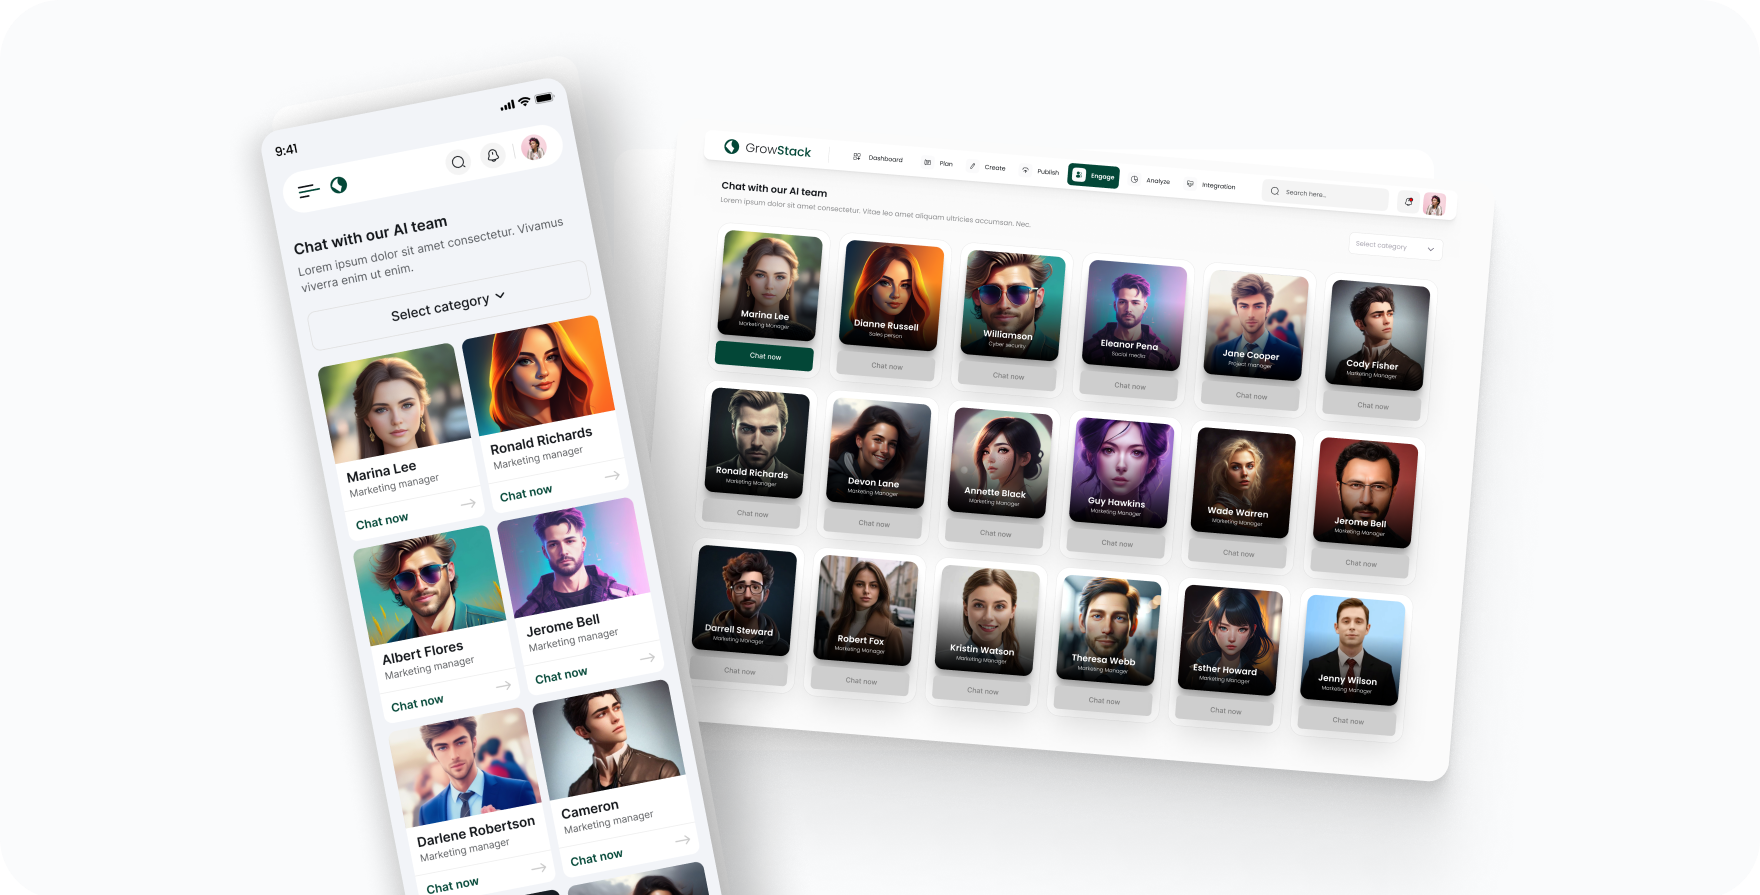 9:41
Chat with our AI team
Lorem ipsum dolor sit amet consectetur. Vivamus
viverra enim ut enim.
Select category
Marina Lee
Marketing manager
Chat now
Ronald Richards
Marketing manager
Chat now
Albert Flores
Marketing manager
Chat now
Jerome Bell
Marketing manager
Chat now
Darlene Robertson
Marketing manager
Chat now
Cameron
Marketing manager
Chat now
GrowStack
Dashboard
Plan
Create
Publish
Engage
Analyze
Integration
Search here..
Chat with our AI team
Lorem ipsum dolor sit amet consectetur. Vitae leo amet aliquam ultricies accumsan. Nec.
Select category
Marina Lee
Marketing Manager
Chat now
Dianne Russell
Sales person
Chat now
Williamson
Cyber security
Chat now
Eleanor Pena
Social media
Chat now
Jane Cooper
Project manager
Chat now
Cody Fisher
Marketing Manager
Chat now
Ronald Richards
Marketing Manager
Chat now
Devon Lane
Marketing Manager
Chat now
Annette Black
Marketing Manager
Chat now
Guy Hawkins
Marketing Manager
Chat now
Wade Warren
Marketing Manager
Chat now
Jerome Bell
Marketing Manager
Chat now
Darrell Steward
Marketing Manager
Chat now
Robert Fox
Marketing Manager
Chat now
Kristin Watson
Marketing Manager
Chat now
Theresa Webb
Marketing Manager
Chat now
Esther Howard
Marketing Manager
Chat now
Jenny Wilson
Marketing Manager
Chat now